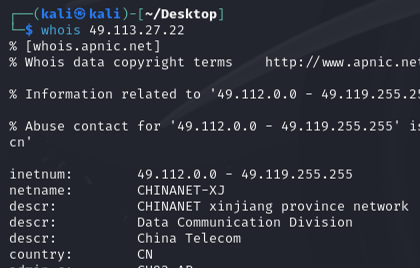 (kali㉿kali)-[~/Desktop]
$ whois 49.113.27.22
% [whois.apnic.net]
% Whois data copyright terms    http://www.apnic.net
% Information related to '49.112.0.0 - 49.119.255.25
% Abuse contact for '49.112.0.0 - 49.119.255.255' is
cn'
inetnum:        49.112.0.0 - 49.119.255.255
netname:        CHINANET-XJ
descr:          CHINANET xinjiang province network
descr:          Data Communication Division
descr:          China Telecom
country:        CN